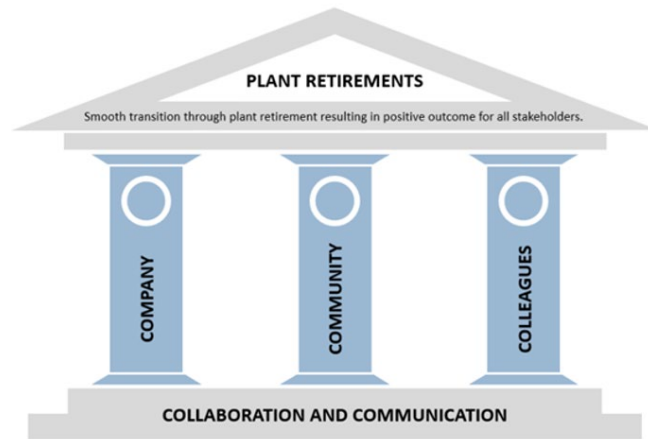 PLANT RETIREMENTS
Smooth transition through plant retirement resulting in positive outcome for all stakeholders.
COMPANY
COMMUNITY
COLLEAGUES
COLLABORATION AND COMMUNICATION